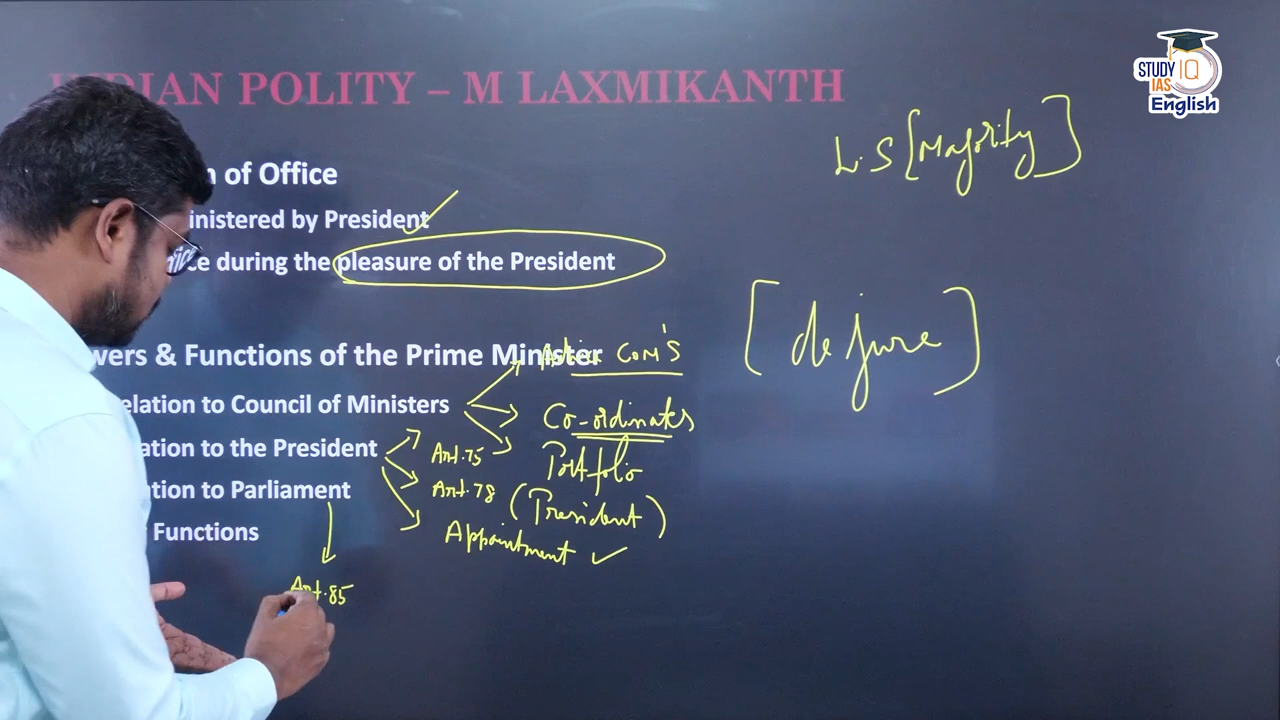 DIAN POLITY – M LAXMIKANTH
STUDY IQ
IAS
English
L.S [Majority]
n of Office
inistered by President
ce during the pleasure of the President
[de jure]
wers & Functions of the Prime Minister
COM's
elation to Council of Ministers
Co-ordinates
ation to the President
Art.75
Portfolio
ation to Parliament
Art.78
(President)
Functions
Appointment
Art.85